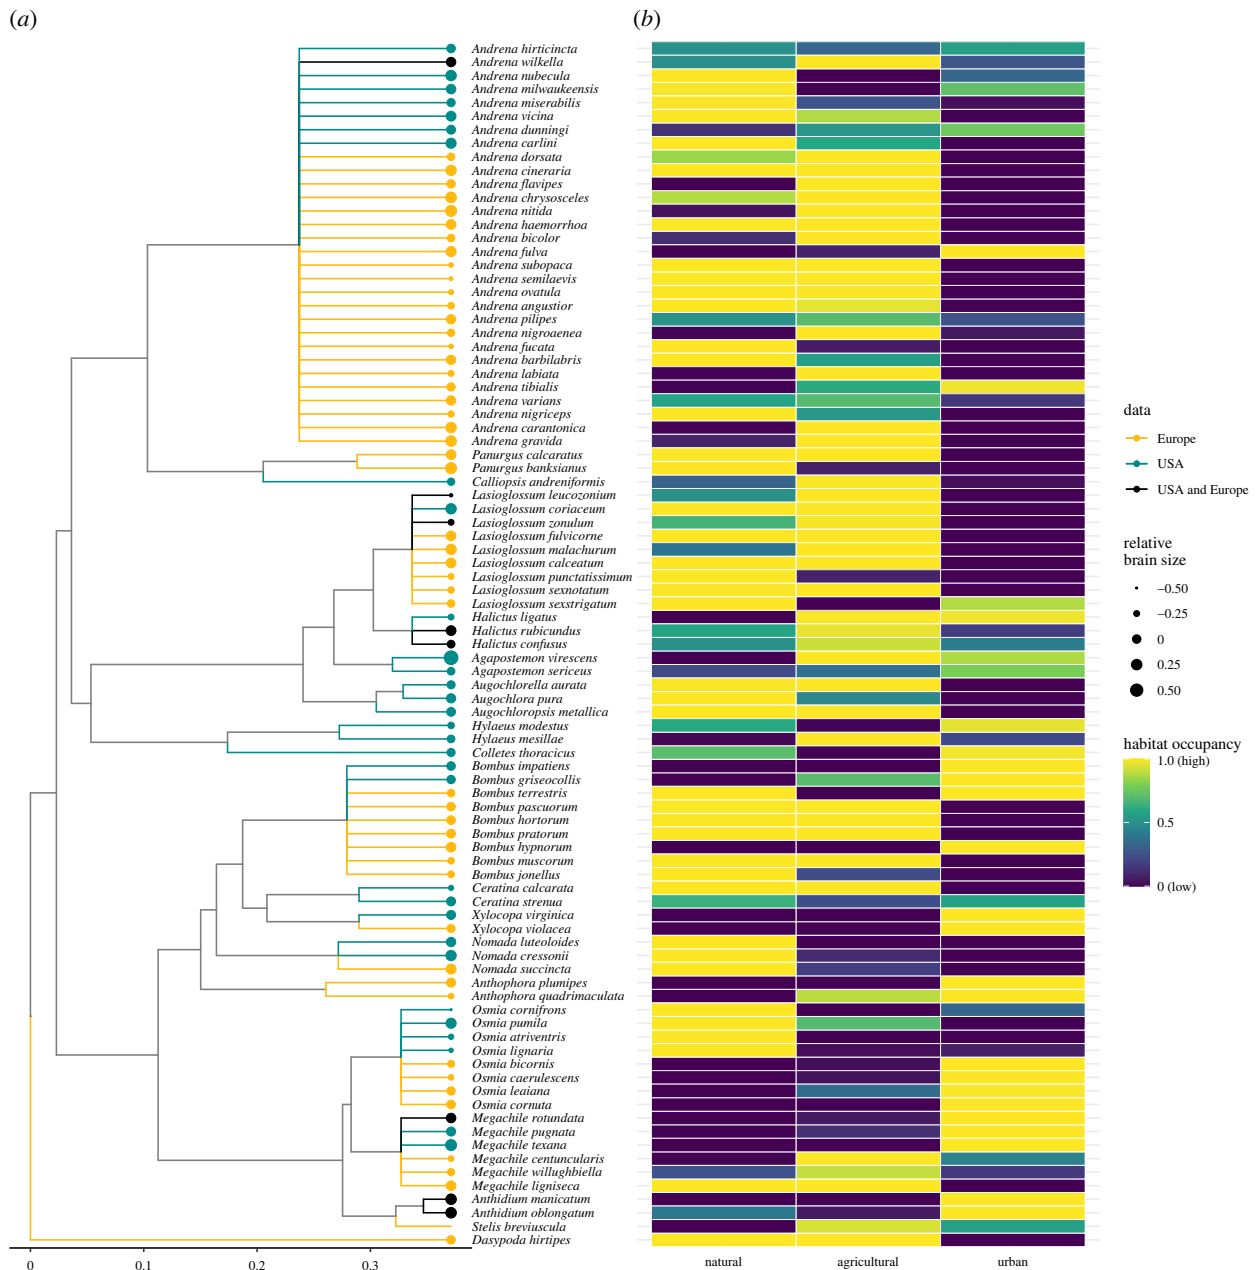 (a)
(b)
Andrena hirticincta
Andrena wilkella
Andrena nubecula
Andrena milwaukeensis
Andrena miserabilis
Andrena vicina
Andrena dunningi
Andrena carlini
Andrena dorsata
Andrena cineraria
Andrena flavipes
Andrena chrysosceles
Andrena nitida
Andrena haemorrhoa
Andrena bicolor
Andrena fulva
Andrena subopaca
Andrena semilaevis
Andrena ovatula
Andrena angustior
Andrena pilipes
Andrena nigroaenea
Andrena fucata
Andrena barbilabris
Andrena labiata
Andrena tibialis
Andrena varians
Andrena nigriceps
Andrena carantonica
Andrena gravida
Panurgus calcaratus
Panurgus banksianus
Calliopsis andreniformis
Lasioglossum leucozonium
Lasioglossum coriaceum
Lasioglossum zonulum
Lasioglossum fulvicorne
Lasioglossum malachurum
Lasioglossum calceatum
Lasioglossum punctatissimum
Lasioglossum sexnotatum
Lasioglossum sexstrigatum
Halictus ligatus
Halictus rubicundus
Halictus confusus
Agapostemon virescens
Agapostemon sericeus
Augochlorella aurata
Augochlora pura
Augochloropsis metallica
Hylaeus modestus
Hylaeus mesillae
Colletes thoracicus
Bombus impatiens
Bombus griseocollis
Bombus terrestris
Bombus pascuorum
Bombus hortorum
Bombus pratorum
Bombus hypnorum
Bombus muscorum
Bombus jonellus
Ceratina calcarata
Ceratina strenua
Xylocopa virginica
Xylocopa violacea
Nomada luteoloides
Nomada cressonii
Nomada succincta
Anthophora plumipes
Anthophora quadrimaculata
Osmia cornifrons
Osmia pumila
Osmia atriventris
Osmia lignaria
Osmia bicornis
Osmia caerulescens
Osmia leaiana
Osmia cornuta
Megachile rotundata
Megachile pugnata
Megachile texana
Megachile centuncularis
Megachile willughbiella
Megachile ligniseca
Anthidium manicatum
Anthidium oblongatum
Stelis breviuscula
Dasypoda hirtipes
0
0.1
0.2
0.3
natural
agricultural
urban
data
Europe
USA
USA and Europe
relative
brain size
−0.50
−0.25
0
0.25
0.50
habitat occupancy
1.0 (high)
0.5
0 (low)